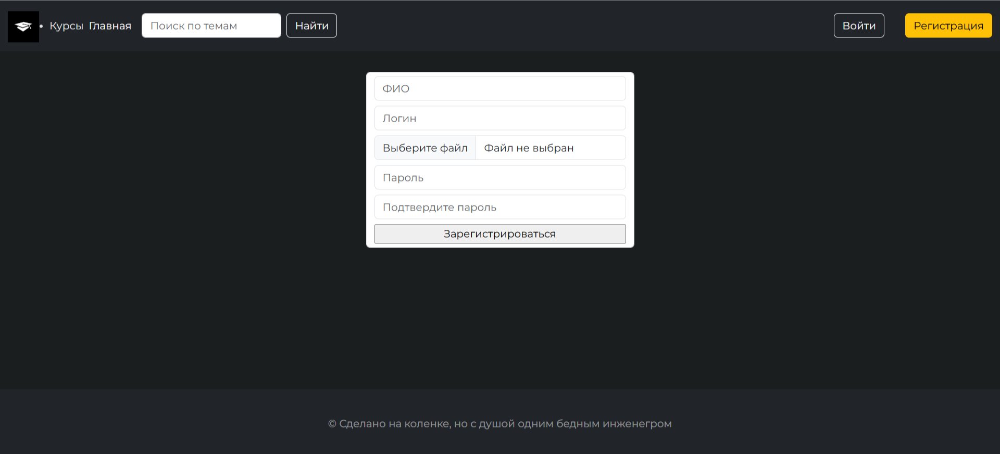 Курсы Главная Поиск по темам Найти Войти Регистрация
ФИО
Логин
Выберите файл Файл не выбран
Пароль
Подтвердите пароль
Зарегистрироваться
© Сделано на коленке, но с душой одним бедным инженегром